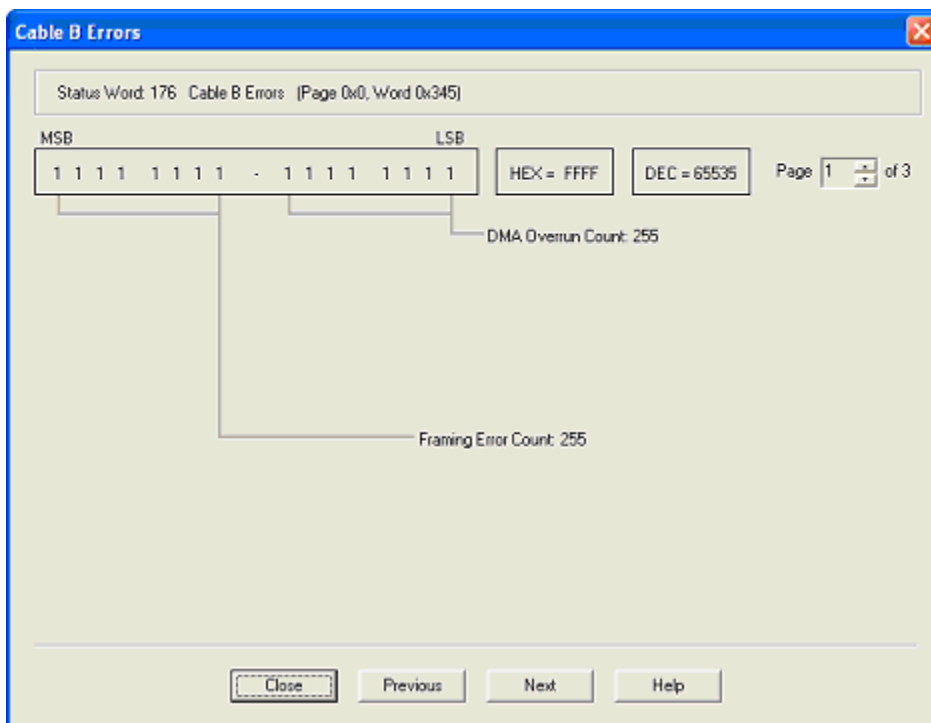 Cable B Errors
Status Word: 176 Cable B Errors (Page 0x0, Word 0x345)
MSB LSB
1 1 1 1 1 1 1 1 - 1 1 1 1 1 1 1 1 HEX = FFFF DEC = 65535 Page 1 of 3
DMA Overrun Count: 255
Framing Error Count: 255
Close Previous Next Help